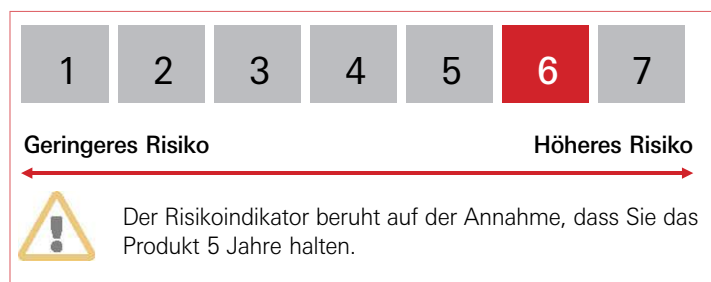 1 2 3 4 5 6 7
Geringeres Risiko Höheres Risiko
Der Risikoindikator beruht auf der Annahme, dass Sie das
Produkt 5 Jahre halten.